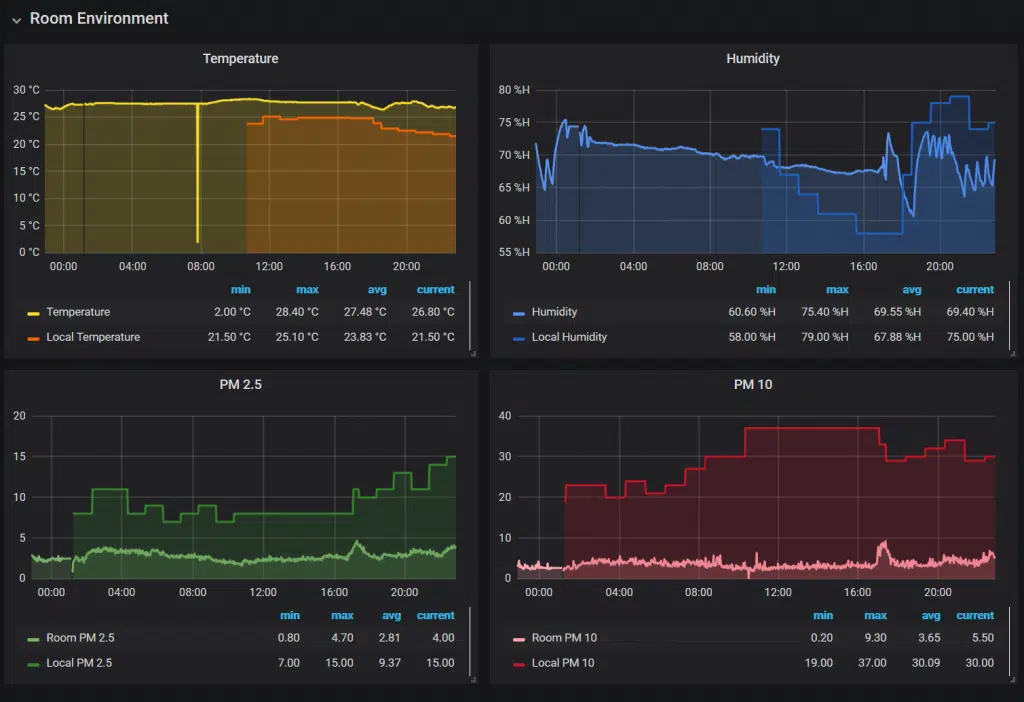 Room Environment
Temperature
30 °C
25 °C
20 °C
15 °C
10 °C
5 °C
0 °C
00:00 04:00 08:00 12:00 16:00 20:00
min max avg current
Temperature 2.00 °C 28.40 °C 27.48 °C 26.80 °C
Local Temperature 21.50 °C 25.10 °C 23.83 °C 21.50 °C
Humidity
80 %H
75 %H
70 %H
65 %H
60 %H
55 %H
00:00 04:00 08:00 12:00 16:00 20:00
min max avg current
Humidity 60.60 %H 75.40 %H 69.55 %H 69.40 %H
Local Humidity 58.00 %H 79.00 %H 67.88 %H 75.00 %H
PM 2.5
20
15
10
5
0
00:00 04:00 08:00 12:00 16:00 20:00
min max avg current
Room PM 2.5 0.80 4.70 2.81 4.00
Local PM 2.5 7.00 15.00 9.37 15.00
PM 10
40
30
20
10
0
00:00 04:00 08:00 12:00 16:00 20:00
min max avg current
Room PM 10 0.20 9.30 3.65 5.50
Local PM 10 19.00 37.00 30.09 30.00